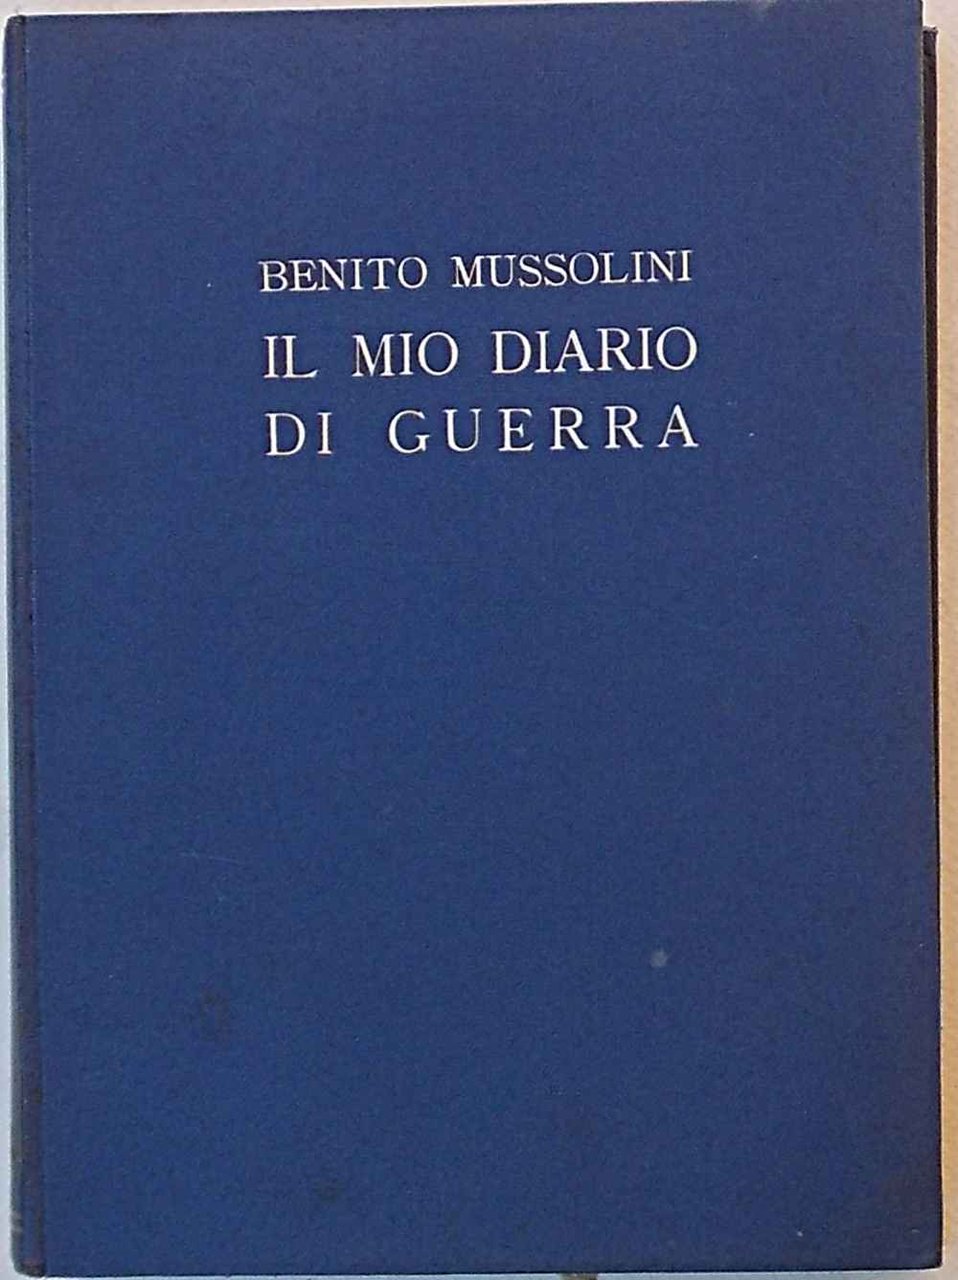 BENITO MUSSOLINI
IL MIO DIARIO
DI GUERRA